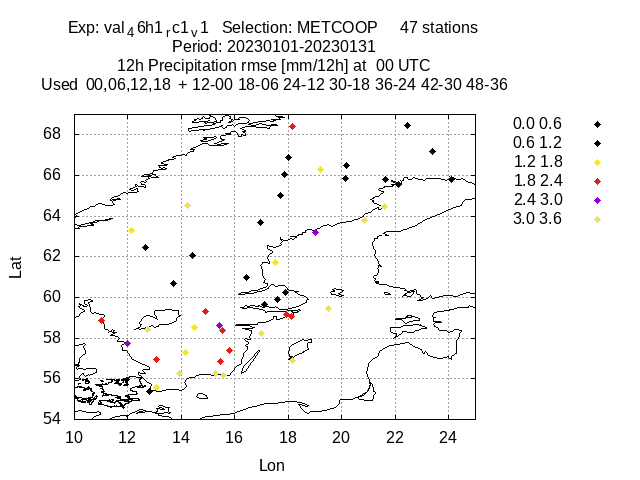 Exp: val4 6h1r c1v 1 Selection: METCOOP 47 stations
Period: 20230101-20230131
12h Precipitation rmse [mm/12h] at 00 UTC
Used 00,06,12,18 + 12-00 18-06 24-12 30-18 36-24 42-30 48-36
0.0 0.6
0.6 1.2
1.2 1.8
1.8 2.4
2.4 3.0
3.0 3.6
68
66
64
62
60
58
56
54
Lat
10 12 14 16 18 20 22 24
Lon